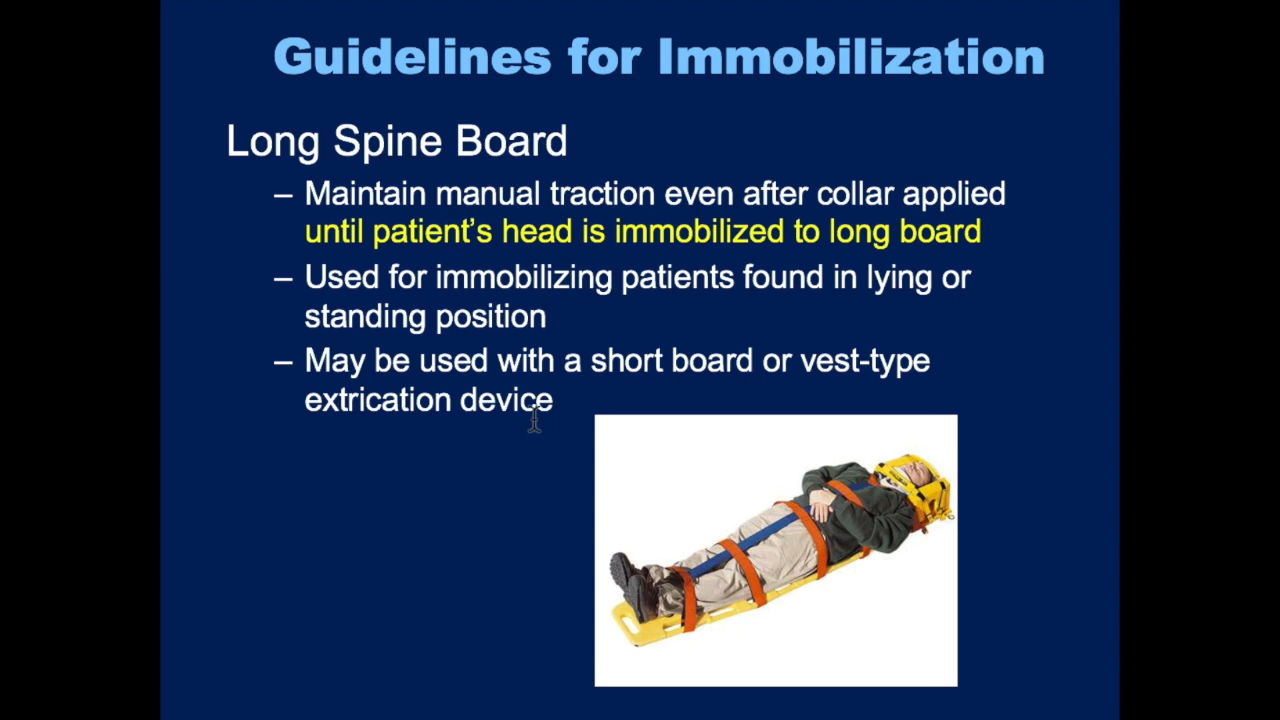 Guidelines for Immobilization
Long Spine Board
– Maintain manual traction even after collar applied
until patient's head is immobilized to long board
– Used for immobilizing patients found in lying or
standing position
– May be used with a short board or vest-type
extrication device